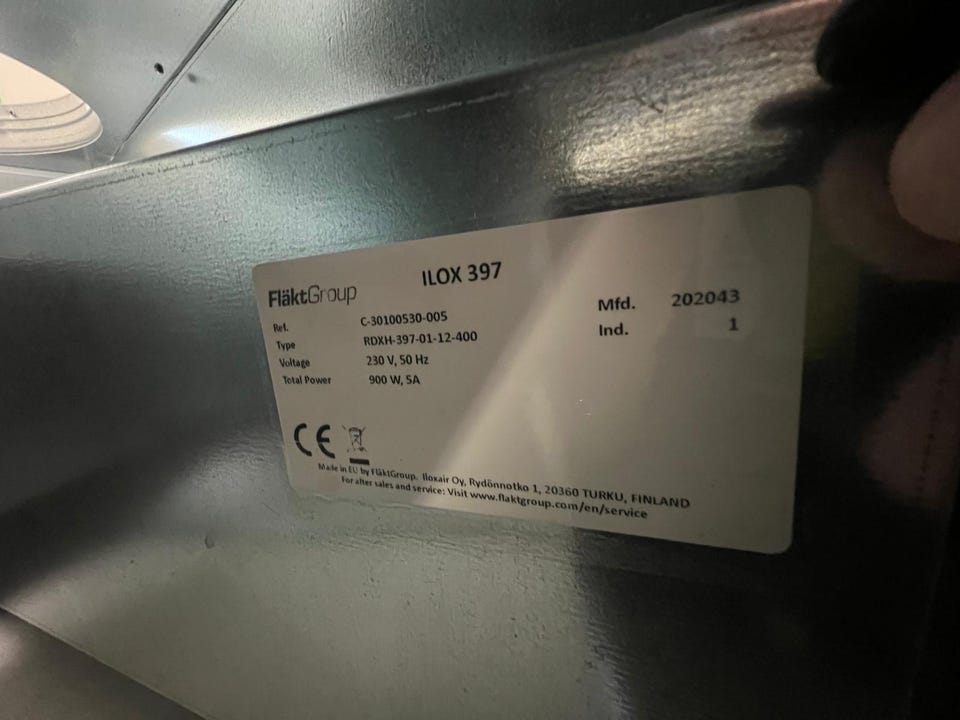 FläktGroup
ILOX 397
Ref. C-30100530-005
Type RDXH-397-01-12-400
Voltage 230 V, 50 Hz
Total Power 900 W, 5A
Mfd. 202043
Ind. 1
CE
Made in EU by FläktGroup. Iloxair Oy, Rydönnotko 1, 20360 TURKU, FINLAND
For after sales and service: Visit www.flaktgroup.com/en/service